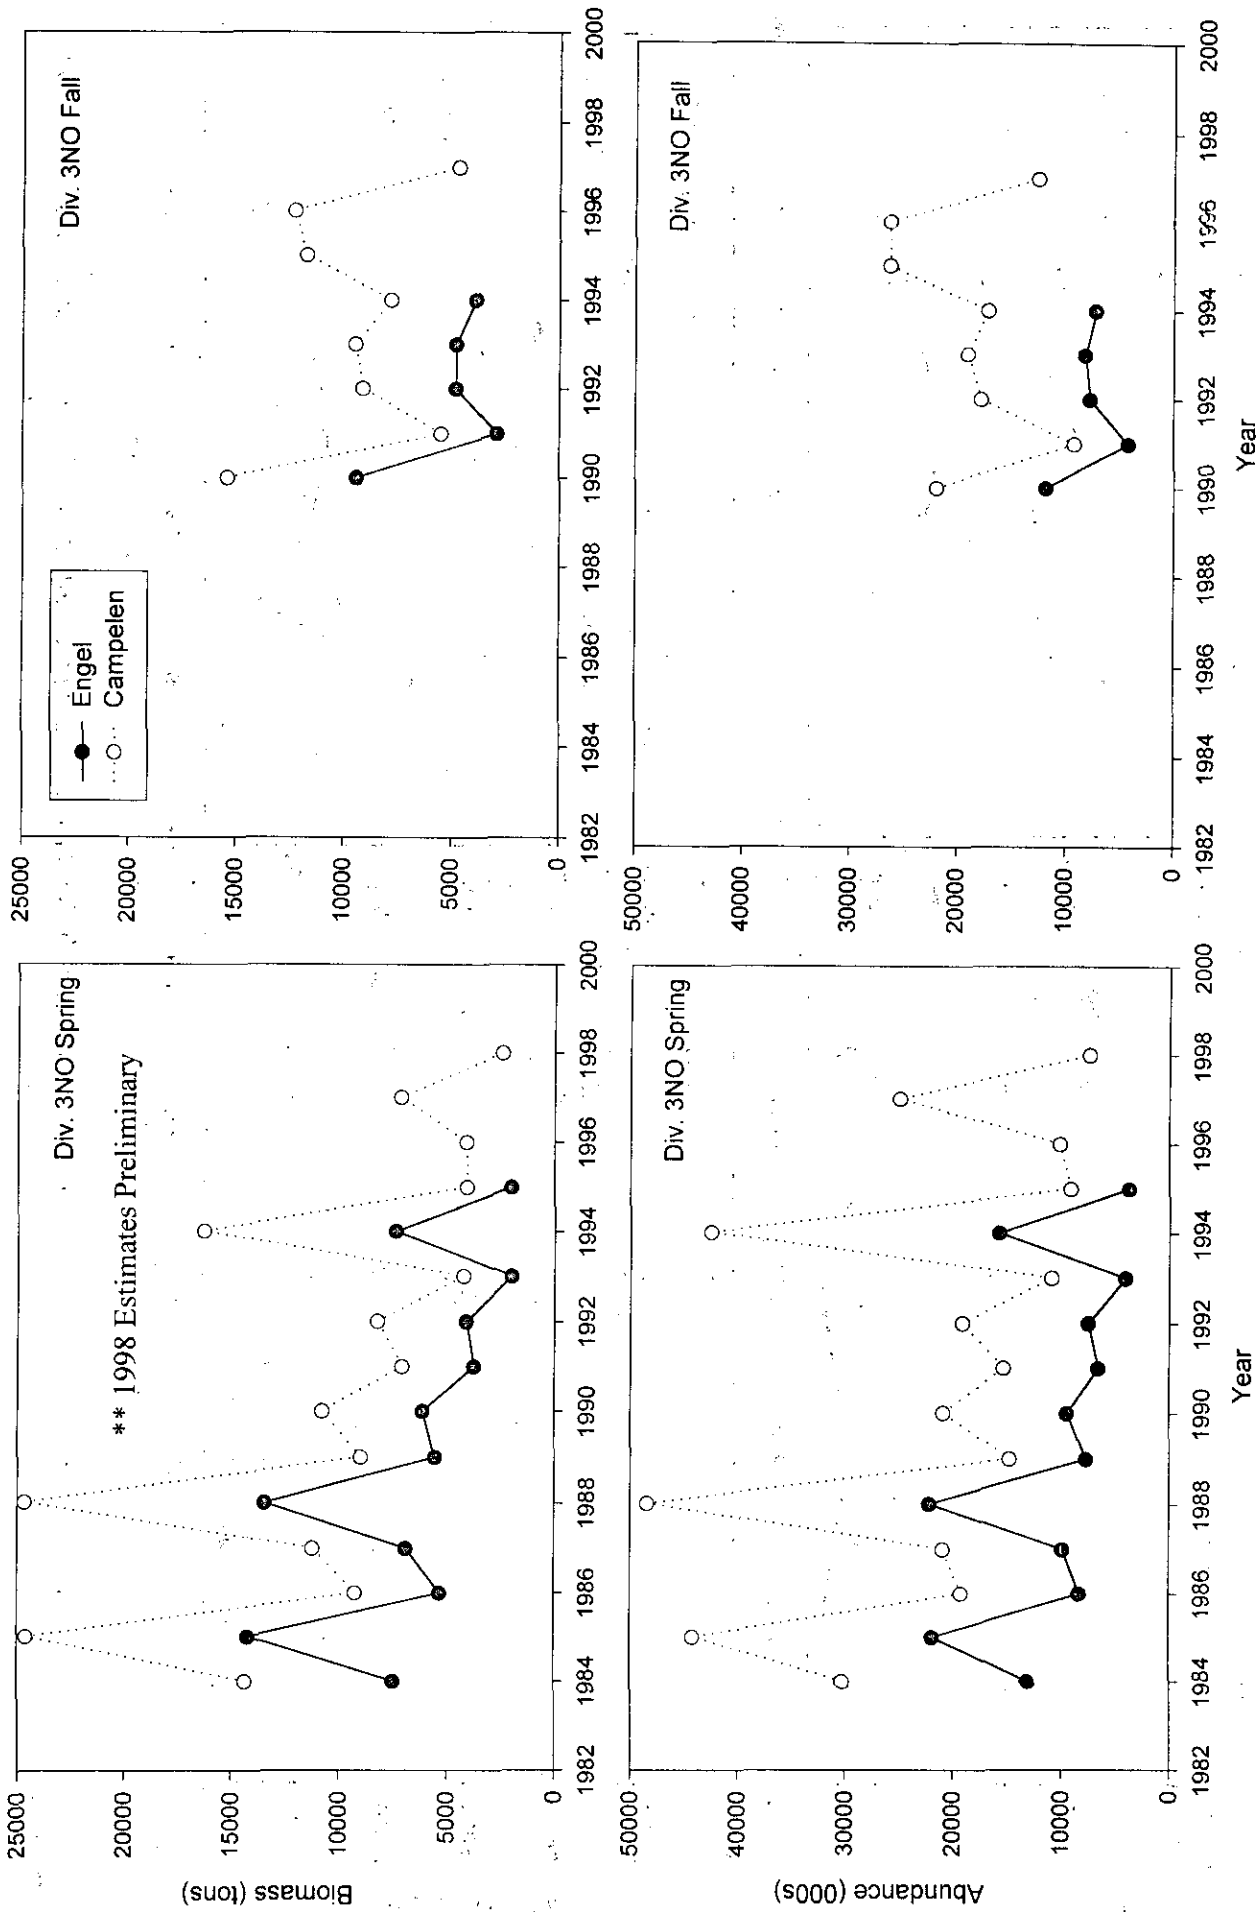 Div. 3NO Spring
** 1998 Estimates Preliminary
Biomass (tons)
25000
20000
15000
10000
5000
0
1982 1984 1986 1988 1990 1992 1994 1996 1998 2000
Div. 3NO Fall
Engel
Campelen
25000
20000
15000
10000
5000
0
1982 1984 1986 1988 1990 1992 1994 1996 1998 2000
Div. 3NO Spring
Abundance (000s)
50000
40000
30000
20000
10000
0
1982 1984 1986 1988 1990 1992 1994 1996 1998 2000
Year
Div. 3NO Fall
50000
40000
30000
20000
10000
0
1982 1984 1986 1988 1990 1992 1994 1996 1998 2000
Year